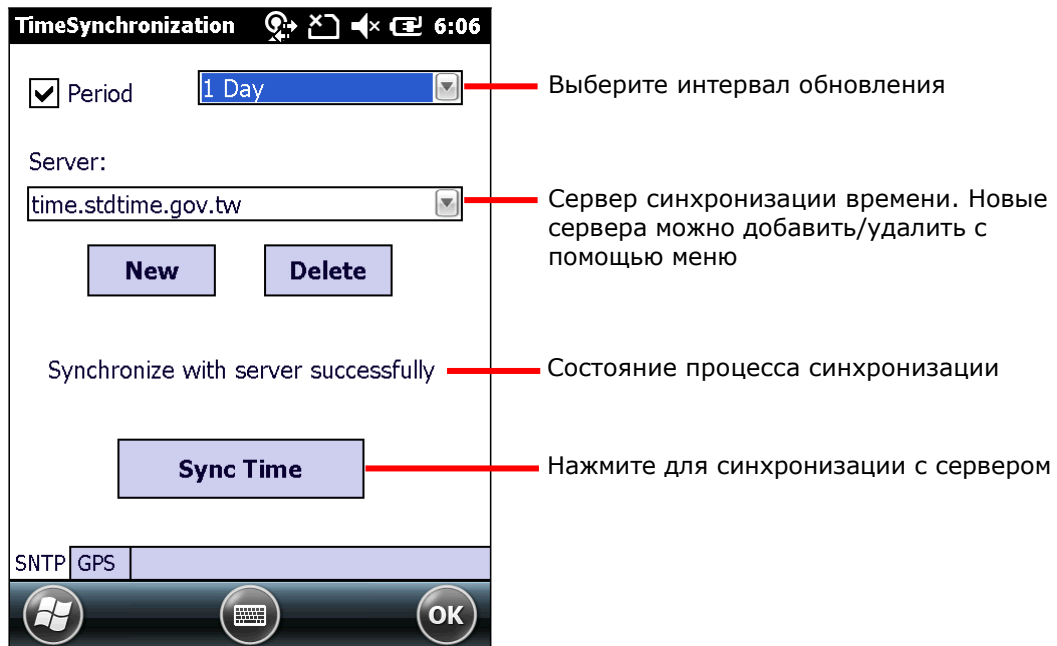 TimeSynchronization 6:06
Period 1 Day
Выберите интервал обновления
Server:
time.stdtime.gov.tw
Сервер синхронизации времени. Новые
сервера можно добавить/удалить с
помощью меню
New Delete
Synchronize with server successfully
Состояние процесса синхронизации
Sync Time
Нажмите для синхронизации с сервером
SNTP GPS
OK